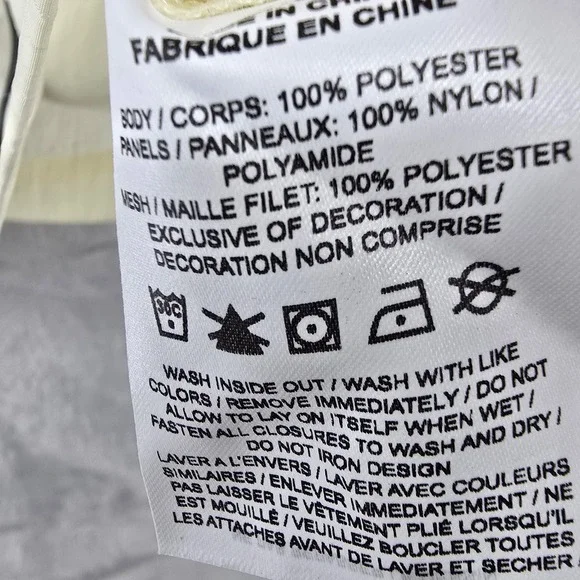 MADE IN CHINA
FABRIQUE EN CHINE
BODY / CORPS: 100% POLYESTER
PANELS / PANNEAUX: 100% NYLON /
POLYAMIDE
MESH / MAILLE FILET: 100% POLYESTER
EXCLUSIVE OF DECORATION /
DECORATION NON COMPRISE
30C
WASH INSIDE OUT / WASH WITH LIKE
COLORS / REMOVE IMMEDIATELY / DO NOT
ALLOW TO LAY ON ITSELF WHEN WET /
FASTEN ALL CLOSURES TO WASH AND DRY /
DO NOT IRON DESIGN
LAVER A L'ENVERS / LAVER AVEC COULEURS
SIMILAIRES / ENLEVER IMMÉDIATEMENT / NE
PAS LAISSER LE VÊTEMENT PLIÉ LORSQU'IL
EST MOUILLÉ / VEUILLEZ BOUCLER TOUTES
LES ATTACHES AVANT DE LAVER ET SECHER /